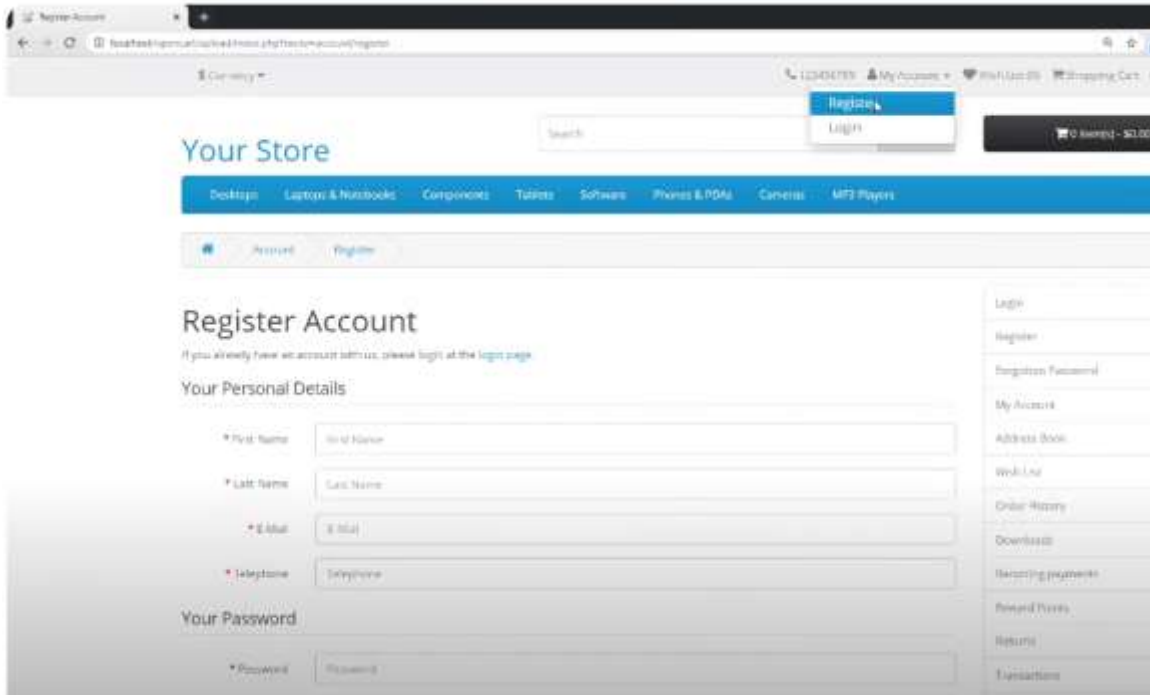 Register Account
$ Currency
123456789 My Account Wish List (0) Shopping Cart
Register
Login
Search
0 item(s) - $0.00
Your Store
Desktops Laptops & Notebooks Components Tablets Software Phones & PDAs Cameras MP3 Players
Account Register
Register Account
If you already have an account with us, please login at the login page.
Your Personal Details
* First Name First Name
* Last Name Last Name
* E-Mail E-Mail
* Telephone Telephone
Your Password
* Password Password
Login
Register
Forgotten Password
My Account
Address Book
Wish List
Order History
Downloads
Recurring payments
Reward Points
Returns
Transactions